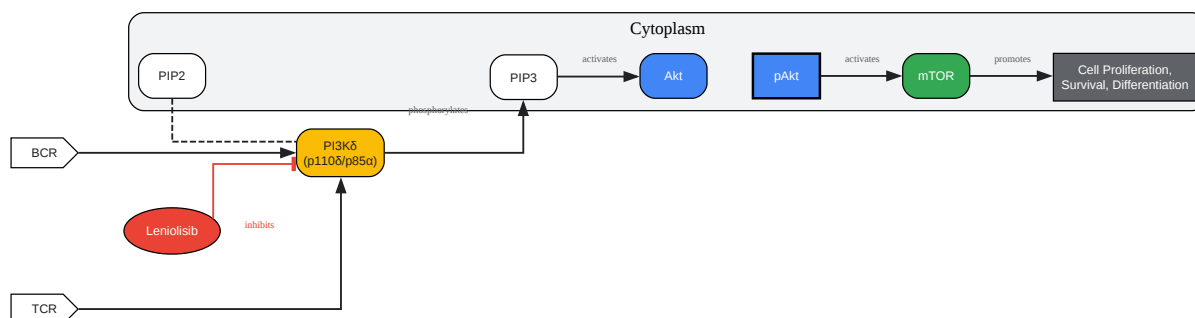 Cytoplasm
PIP2
PIP3
activates
Akt
pAkt
activates
mTOR
promotes
Cell Proliferation,
Survival, Differentiation
phosphorylates
BCR
PI3Kδ
(p110δ/p85α)
Leniolisib
inhibits
TCR